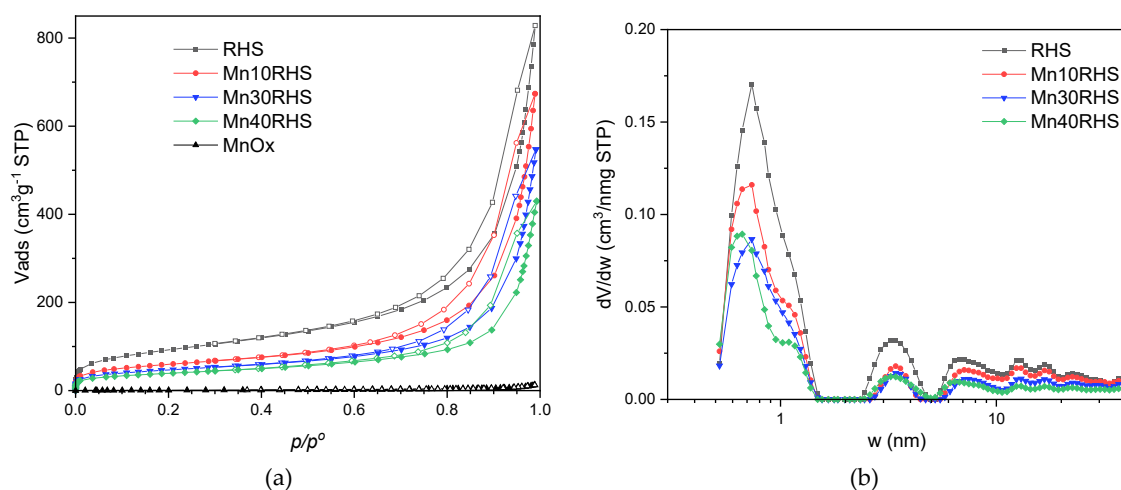 800
600
400
200
0
Vads (cm³g⁻¹ STP)
RHS
Mn10RHS
Mn30RHS
Mn40RHS
MnOx
0.0 0.2 0.4 0.6 0.8 1.0
p/p⁰
(a)
0.20
0.15
0.10
0.05
0.00
dV/dw (cm³/nmg STP)
RHS
Mn10RHS
Mn30RHS
Mn40RHS
1 10
w (nm)
(b)